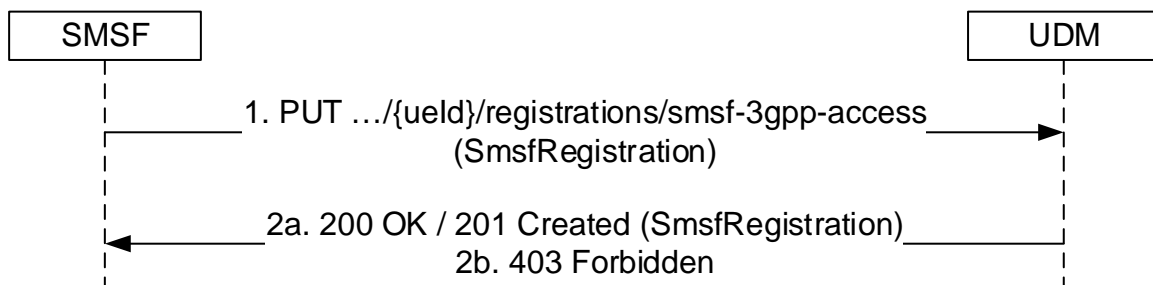 SMSF
UDM
1. PUT …/{ueId}/registrations/smsf-3gpp-access
(SmsfRegistration)
2a. 200 OK / 201 Created (SmsfRegistration)
2b. 403 Forbidden